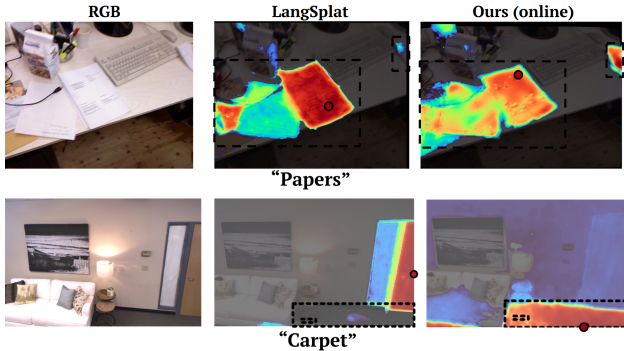 RGB LangSplat Ours (online)
“Papers”
“Carpet”